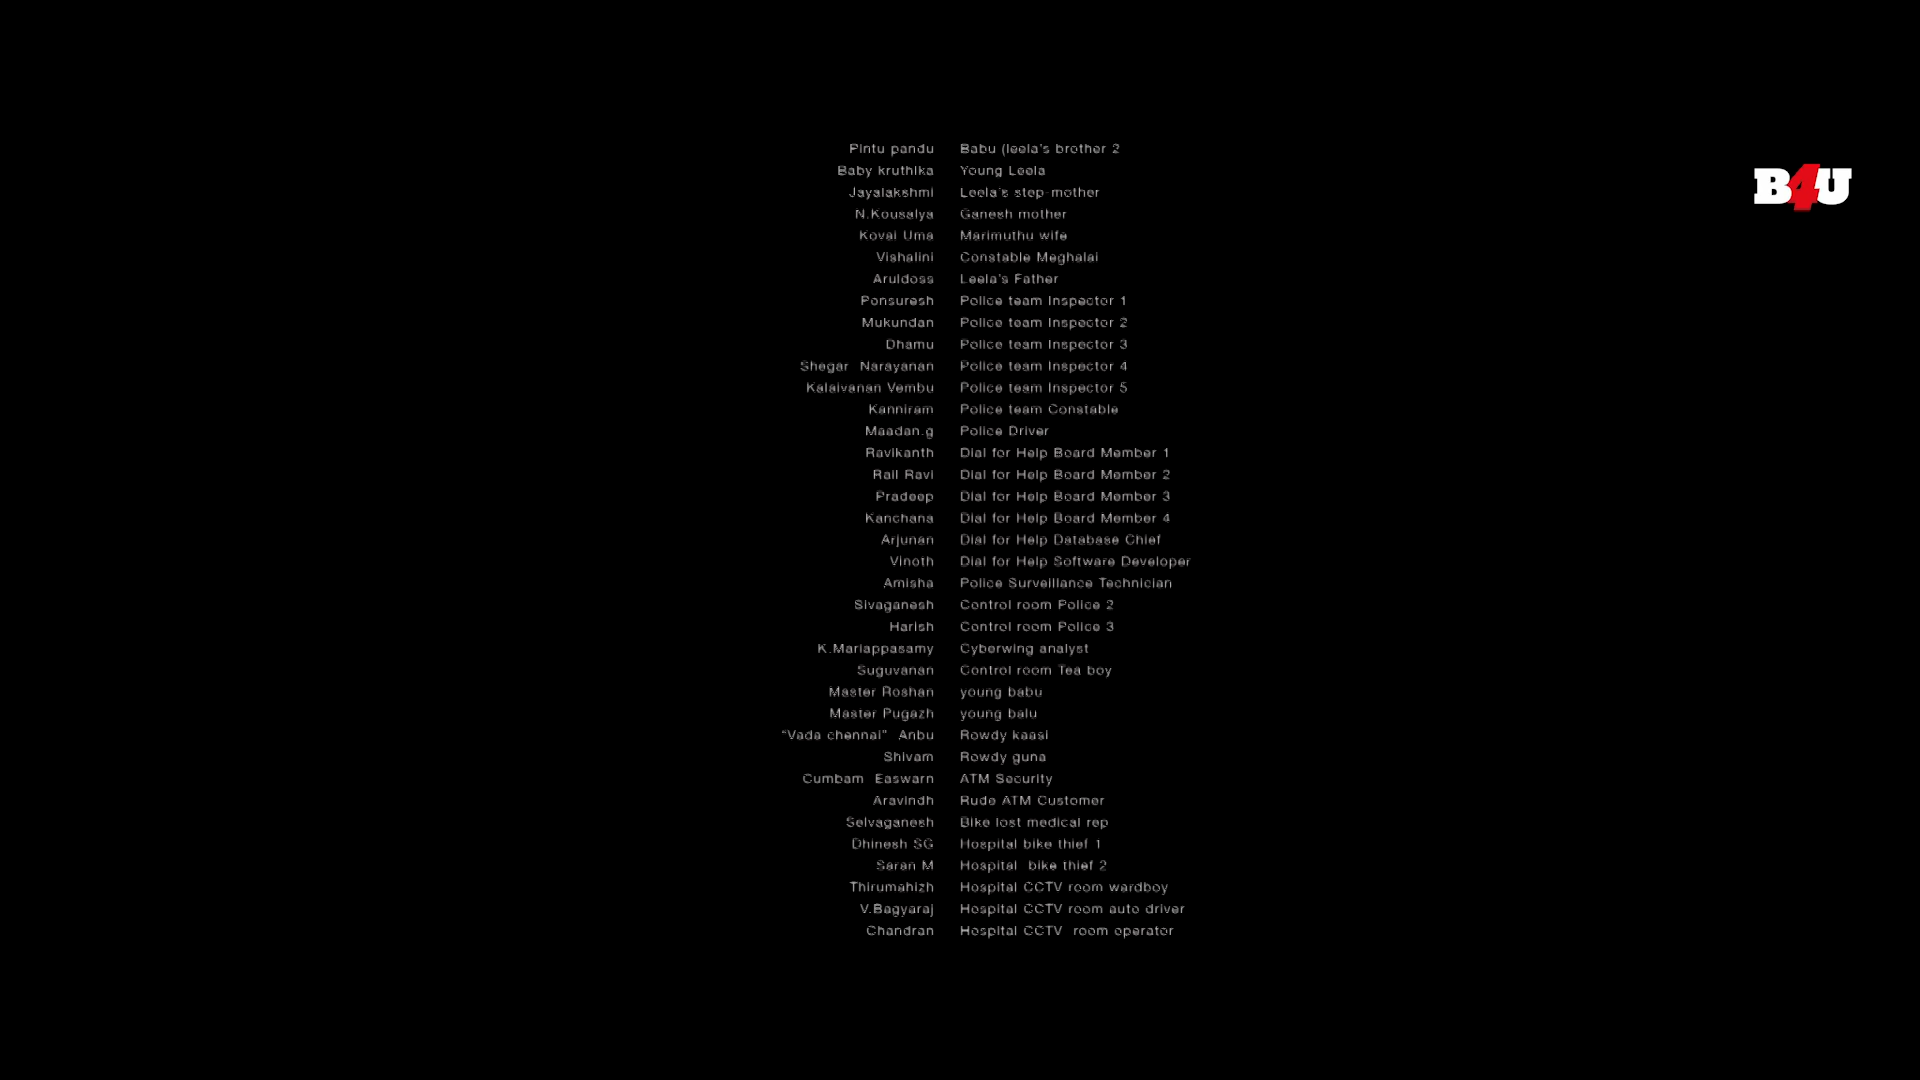 Pintu pandu Babu (leela's brother 2
Baby kruthika Young Leela
Jayalakshmi Leela's step-mother
N.Kousalya Ganesh mother
Kovai Uma Marimuthu wife
Vishalini Constable Meghalai
Aruldoss Leela's Father
Ponsuresh Police team Inspector 1
Mukundan Police team Inspector 2
Dhamu Police team Inspector 3
Shegar Narayanan Police team Inspector 4
Kalaivanan Vembu Police team Inspector 5
Kanniram Police team Constable
Maadan.g Police Driver
Ravikanth Dial for Help Board Member 1
Rail Ravi Dial for Help Board Member 2
Pradeep Dial for Help Board Member 3
Kanchana Dial for Help Board Member 4
Arjunan Dial for Help Database Chief
Vinoth Dial for Help Software Developer
Amisha Police Surveillance Technician
Sivaganesh Control room Police 2
Harish Control room Police 3
K.Mariappasamy Cyberwing analyst
Suguvanan Control room Tea boy
Master Roshan young babu
Master Pugazh young balu
"Vada chennai" Anbu Rowdy kaasi
Shivam Rowdy guna
Cumbam Easwarn ATM Security
Aravindh Rude ATM Customer
Selvaganesh Bike lost medical rep
Dhinesh SG Hospital bike thief 1
Saran M Hospital bike thief 2
Thirumahizh Hospital CCTV room wardboy
V.Bagyaraj Hospital CCTV room auto driver
Chandran Hospital CCTV room operator
B4U